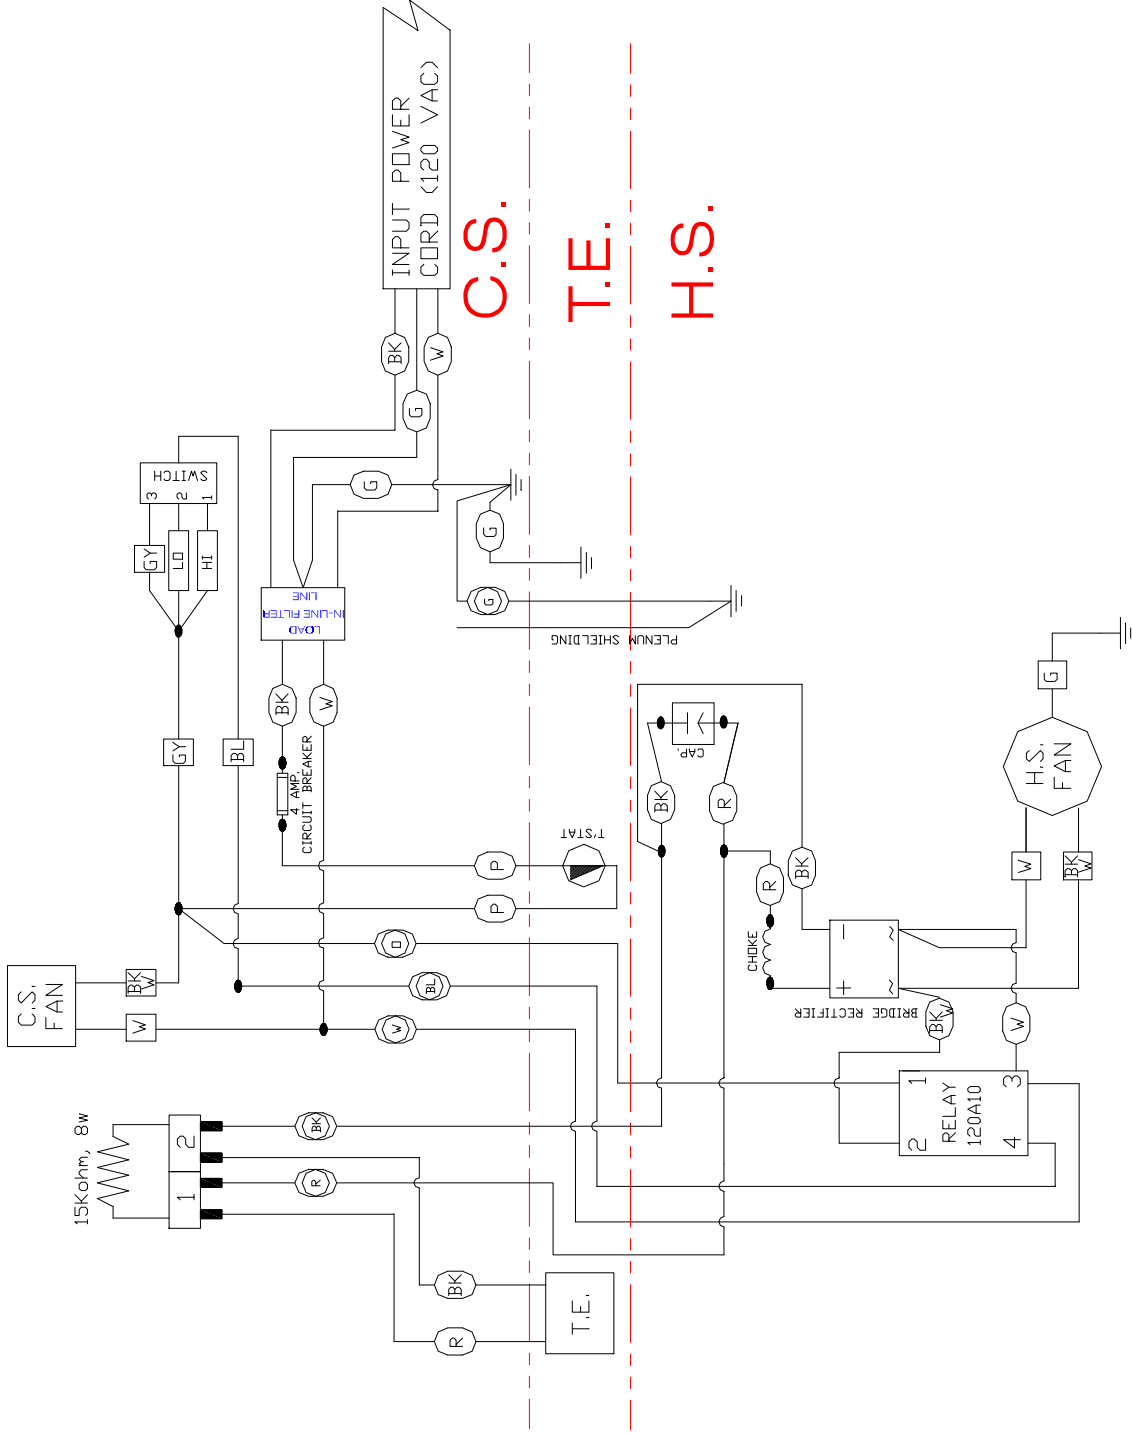 INPUT POWER
CORD (120 VAC)
BK
G
W
C.S.
T.E.
H.S.
SWITCH
3
2
1
GY
LO
HI
G
G
G
LINE
IN-LINE FILTER
LOAD
PLENUM SHIELDING
GY
BL
BK
W
4 AMP.
CIRCUIT BREAKER
T'STAT
P
P
CAP.
BK
R
G
H.S.
FAN
W
BK
W
R
BK
CHOKE
-
+
~
~
BRIDGE RECTIFIER
BK
W
W
C.S.
FAN
BK
W
W
O
BL
W
RELAY
120A10
1
2
3
4
15Kohm, 8w
2
1
BK
R
BK
R
T.E.